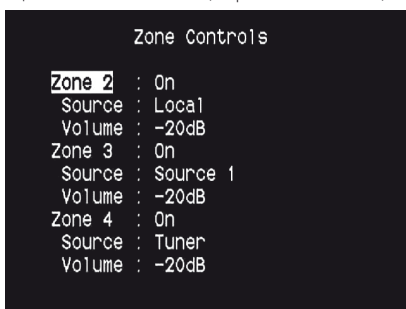 Zone Controls
Zone 2 : On
Source : Local
Volume : -20dB
Zone 3 : On
Source : Source 1
Volume : -20dB
Zone 4 : On
Source : Tuner
Volume : -20dB